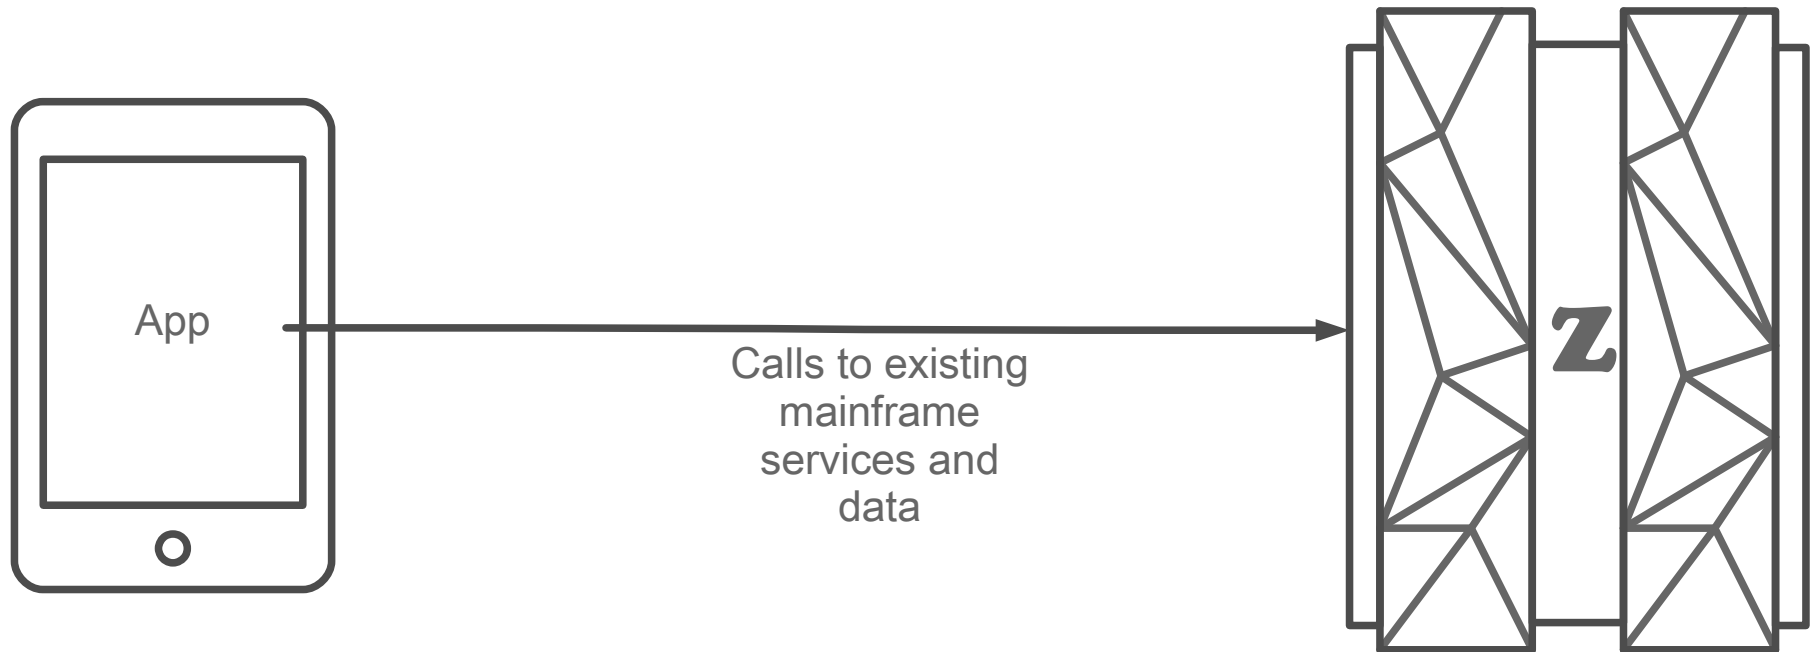 App
Calls to existing
mainframe
services and
data
z